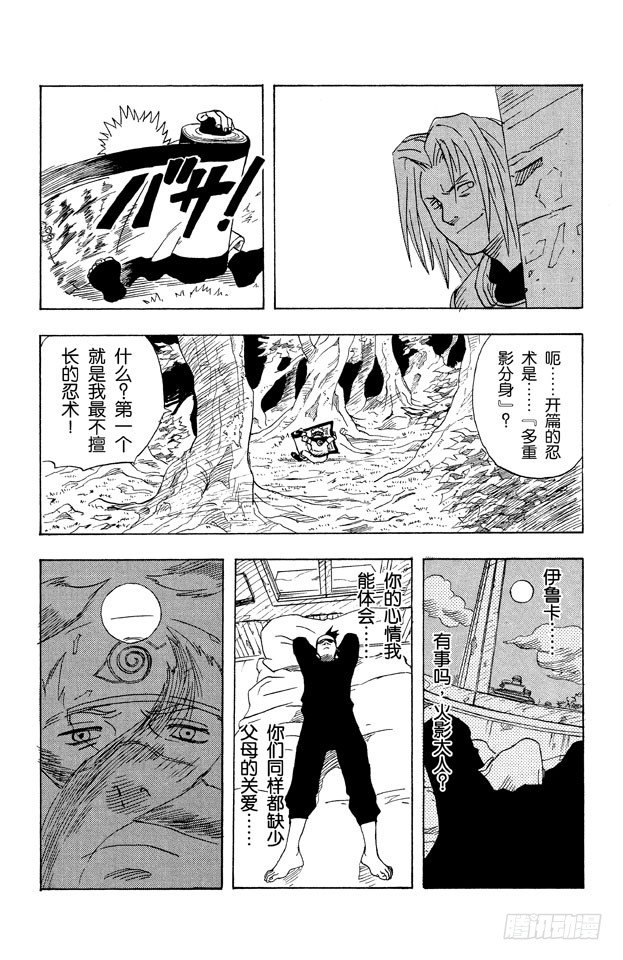 バサ!
呃……开篇的忍
术是……『多重
影分身』?
什么?第一个
就是我最不擅
长的忍术!
伊鲁卡……
有事吗,火影大人?
你的心情我
能体会……
你们同样都缺少
父母的关爱……
腾讯动漫